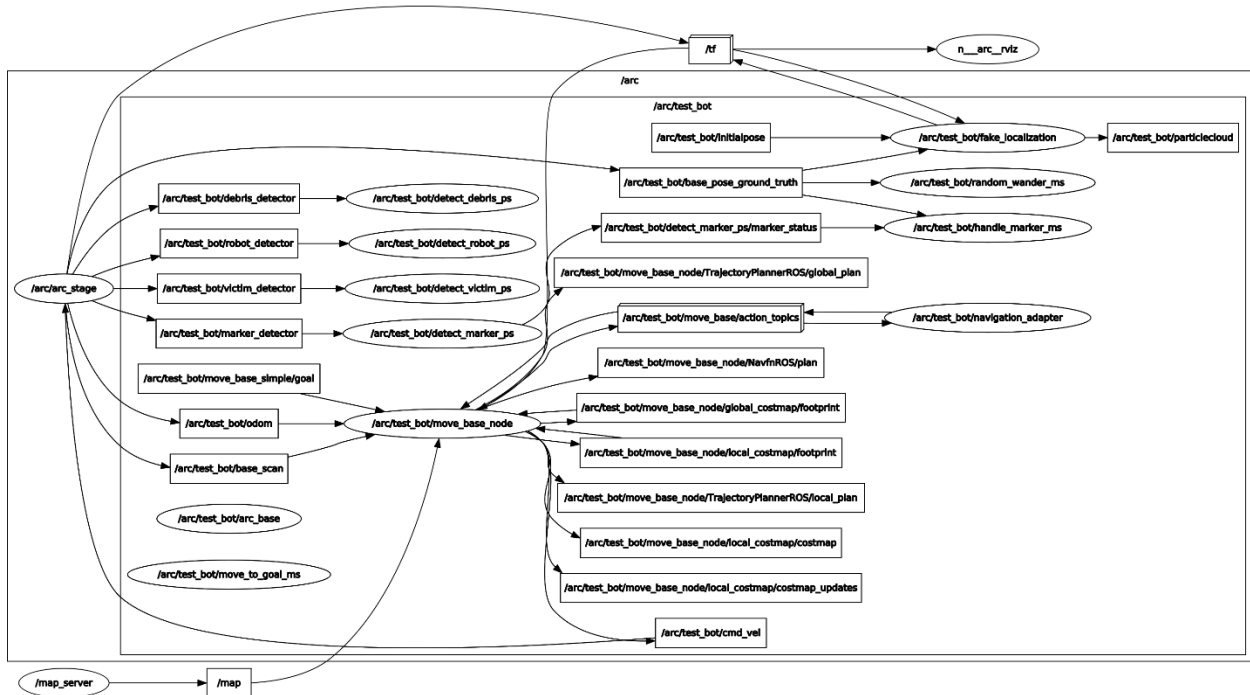 /tf
n___arc__rviz
/arc
/arc/test_bot
/arc/test_bot/initialpose
/arc/test_bot/fake_localization
/arc/test_bot/particlecloud
/arc/test_bot/base_pose_ground_truth
/arc/test_bot/random_wander_ms
/arc/test_bot/debris_detector
/arc/test_bot/detect_debris_ps
/arc/test_bot/detect_marker_ps/marker_status
/arc/test_bot/handle_marker_ms
/arc/test_bot/robot_detector
/arc/test_bot/detect_robot_ps
/arc/test_bot/move_base_node/TrajectoryPlannerROS/global_plan
/arc/arc_stage
/arc/test_bot/victim_detector
/arc/test_bot/detect_victim_ps
/arc/test_bot/move_base/action_topics
/arc/test_bot/navigation_adapter
/arc/test_bot/marker_detector
/arc/test_bot/detect_marker_ps
/arc/test_bot/move_base_node/NavfnROS/plan
/arc/test_bot/move_base_simple/goal
/arc/test_bot/move_base_node/global_costmap/footprint
/arc/test_bot/odom
/arc/test_bot/move_base_node
/arc/test_bot/move_base_node/local_costmap/footprint
/arc/test_bot/base_scan
/arc/test_bot/move_base_node/TrajectoryPlannerROS/local_plan
/arc/test_bot/arc_base
/arc/test_bot/move_base_node/local_costmap/costmap
/arc/test_bot/move_to_goal_ms
/arc/test_bot/move_base_node/local_costmap/costmap_updates
/arc/test_bot/cmd_vel
/map_server
/map